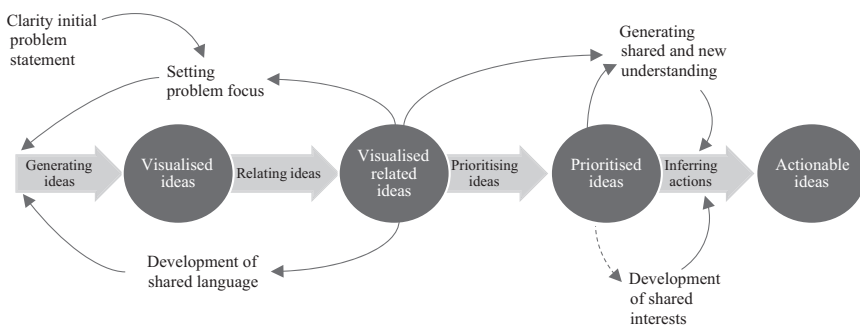 Clarity initial
problem
statement
Setting
problem focus
Generating
shared and new
understanding
Generating
ideas
Visualised
ideas
Relating ideas
Visualised
related
ideas
Prioritising
ideas
Prioritised
ideas
Inferring
actions
Actionable
ideas
Development of
shared language
Development
of shared
interests